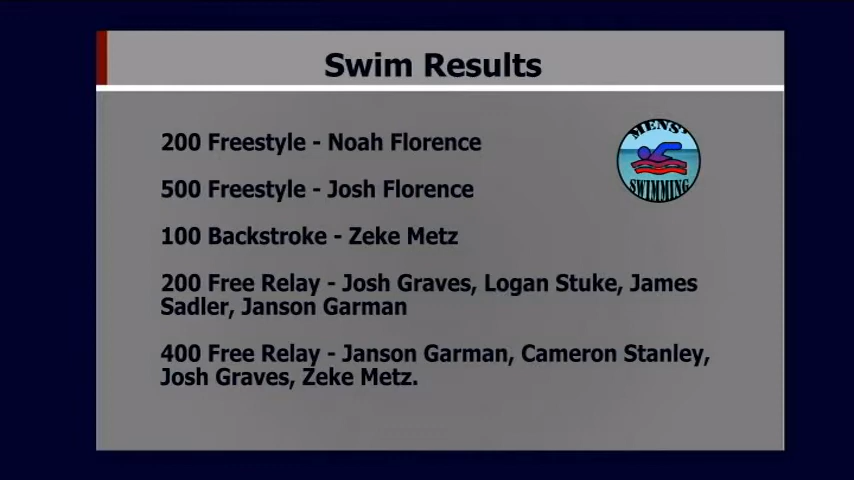 Swim Results
200 Freestyle - Noah Florence
MENS'
SWIMMING
500 Freestyle - Josh Florence
100 Backstroke - Zeke Metz
200 Free Relay - Josh Graves, Logan Stuke, James
Sadler, Janson Garman
400 Free Relay - Janson Garman, Cameron Stanley,
Josh Graves, Zeke Metz.